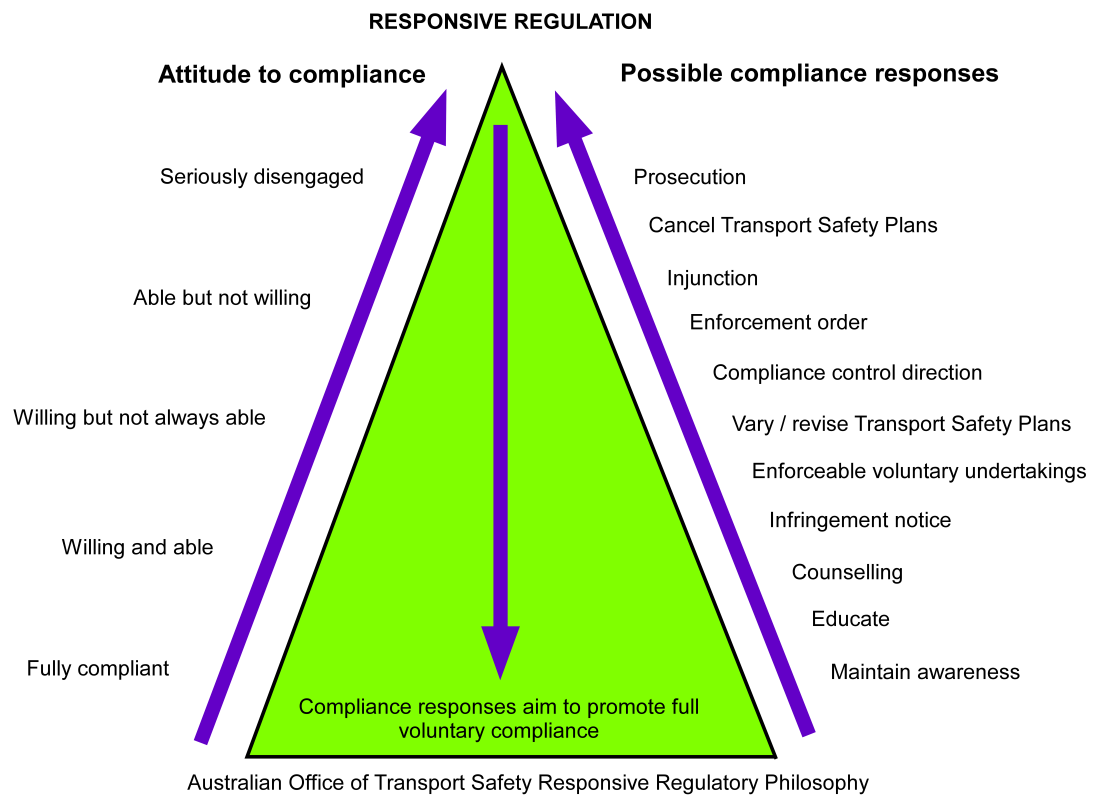 RESPONSIVE REGULATION
Attitude to compliance
Possible compliance responses
Seriously disengaged
Able but not willing
Willing but not always able
Willing and able
Fully compliant
Prosecution
Cancel Transport Safety Plans
Injunction
Enforcement order
Compliance control direction
Vary / revise Transport Safety Plans
Enforceable voluntary undertakings
Infringement notice
Counselling
Educate
Maintain awareness
Compliance responses aim to promote full
voluntary compliance
Australian Office of Transport Safety Responsive Regulatory Philosophy